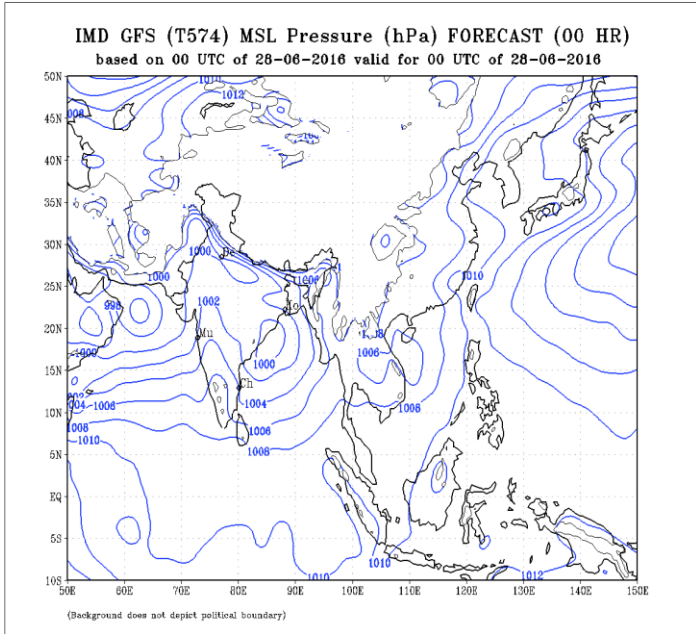 IMD GFS (T574) MSL Pressure (hPa) FORECAST (00 HR)
based on 00 UTC of 28-06-2016 valid for 00 UTC of 28-06-2016
50N
45N
40N
35N
30N
25N
20N
15N
10N
5N
EQ
5S
10S
1010
1012
008
De
1000
1000
1002
1010
Mu
1000
1000
1006
Ch
1004
1006
1006
1008
1008
1006
1008
1010
1010
1010
1012
50E 60E 70E 80E 90E 100E 110E 120E 130E 140E 150E
(Background does not depict political boundary)